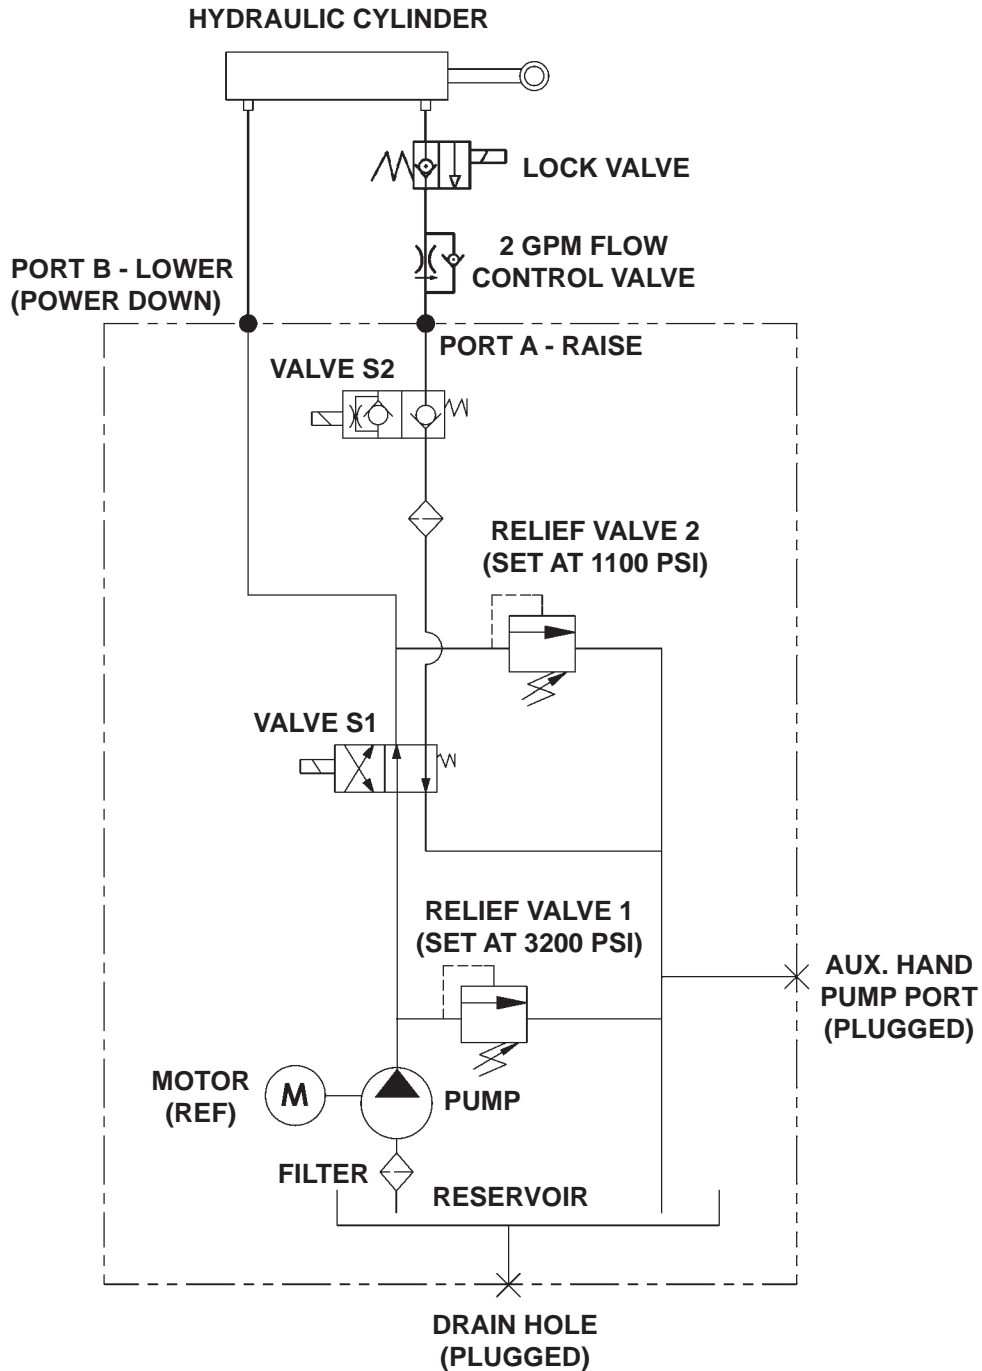 HYDRAULIC CYLINDER
LOCK VALVE
2 GPM FLOW
CONTROL VALVE
PORT B - LOWER
(POWER DOWN)
PORT A - RAISE
VALVE S2
RELIEF VALVE 2
(SET AT 1100 PSI)
VALVE S1
RELIEF VALVE 1
(SET AT 3200 PSI)
AUX. HAND
PUMP PORT
(PLUGGED)
MOTOR
(REF)
M
PUMP
FILTER
RESERVOIR
DRAIN HOLE
(PLUGGED)